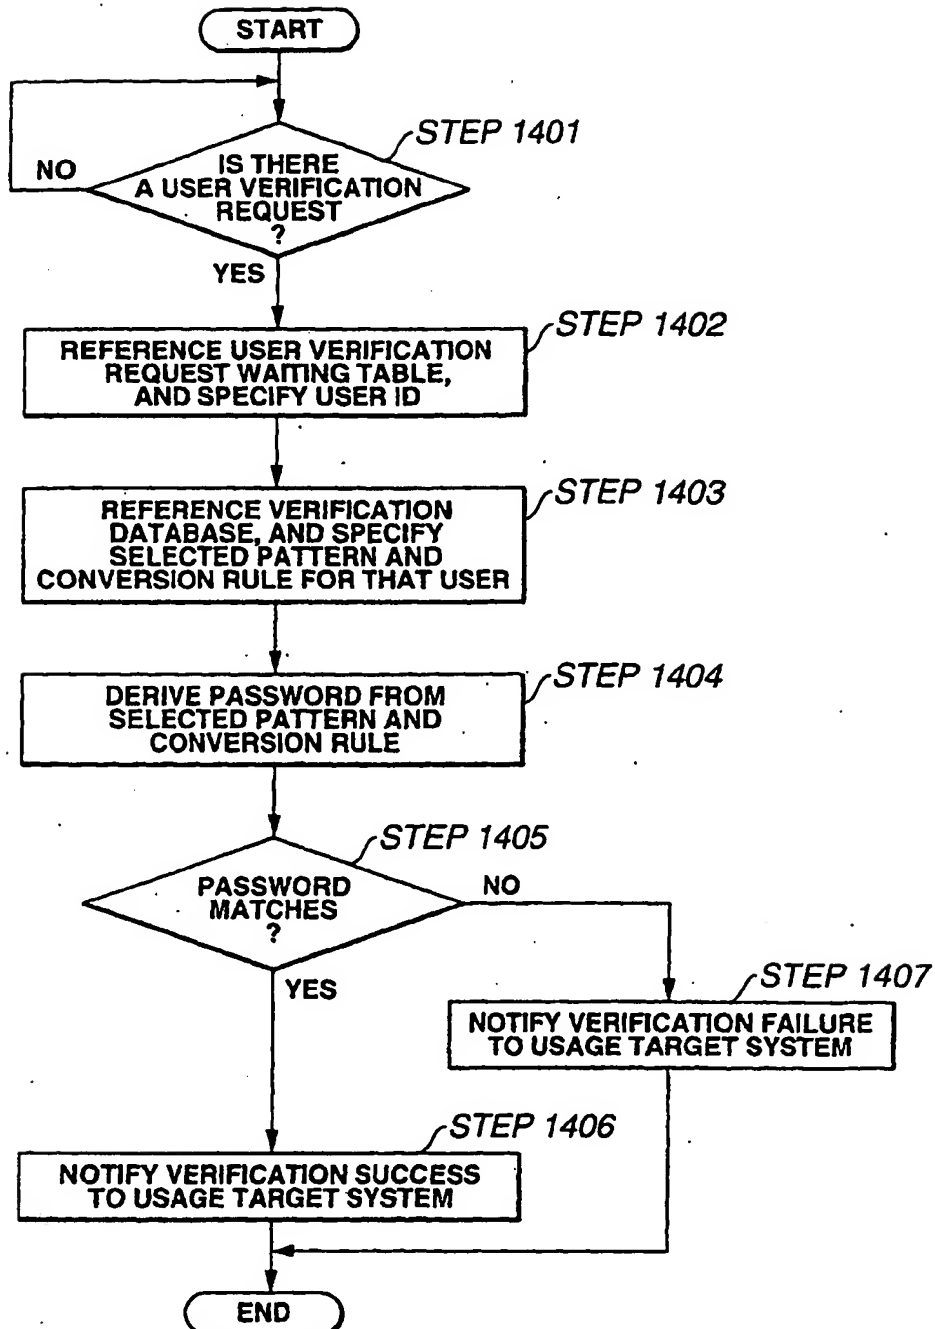 START
STEP 1401
NO
IS THERE
A USER VERIFICATION
REQUEST
?
YES
STEP 1402
REFERENCE USER VERIFICATION
REQUEST WAITING TABLE,
AND SPECIFY USER ID
STEP 1403
REFERENCE VERIFICATION
DATABASE, AND SPECIFY
SELECTED PATTERN AND
CONVERSION RULE FOR THAT USER
STEP 1404
DERIVE PASSWORD FROM
SELECTED PATTERN AND
CONVERSION RULE
STEP 1405
PASSWORD
MATCHES
?
NO
YES
STEP 1407
NOTIFY VERIFICATION FAILURE
TO USAGE TARGET SYSTEM
STEP 1406
NOTIFY VERIFICATION SUCCESS
TO USAGE TARGET SYSTEM
END